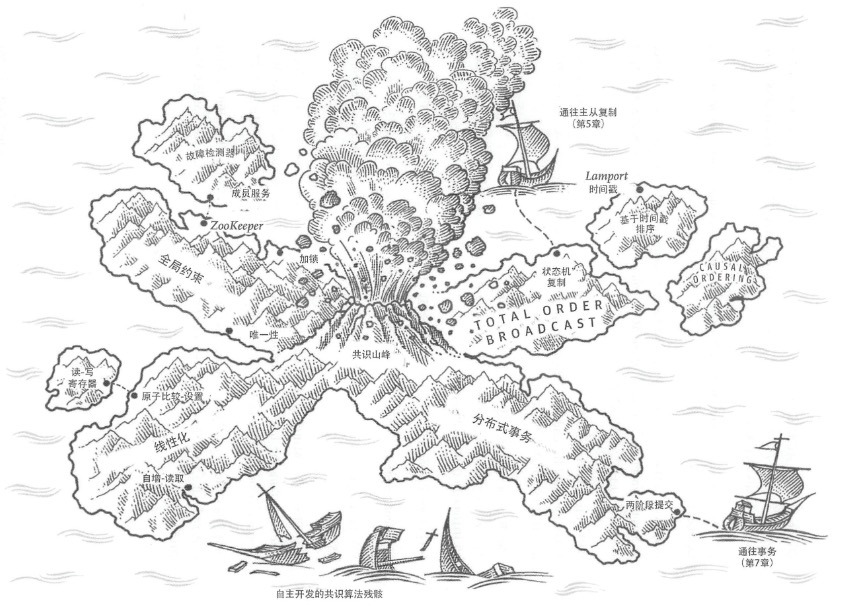 通往主从复制
（第5章）
故障检测器
成员服务
Lamport
时间戳
基于时间戳
排序
ZooKeeper
全局约束
加锁
状态机
复制
CAUSAL
ORDERING
TOTAL ORDER
BROADCAST
唯一性
共识山峰
读-写
寄存器
原子比较-设置
线性化
分布式事务
自增-读取
两阶段提交
通往事务
（第7章）
自主开发的共识算法残骸